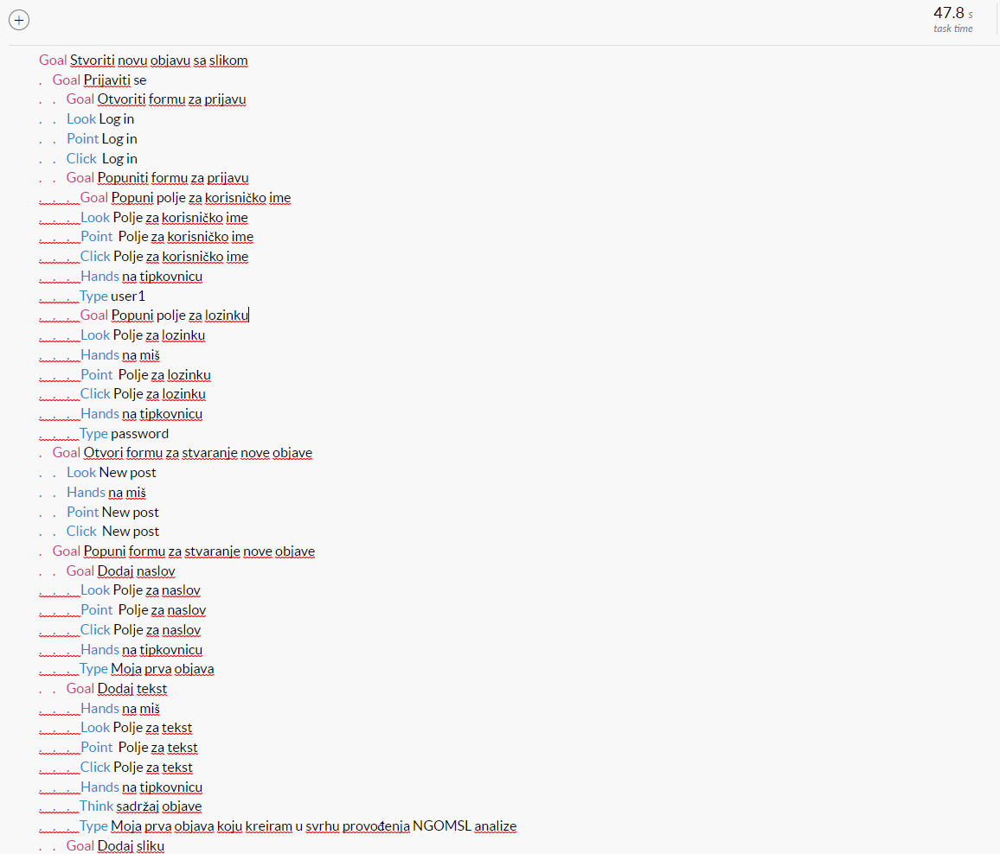 47.8 s
task time
Goal Stvoriti novu objavu sa slikom
. Goal Prijaviti se
. . Goal Otvoriti formu za prijavu
. . Look Log in
. . Point Log in
. . Click Log in
. . Goal Popuniti formu za prijavu
. . . Goal Popuni polje za korisničko ime
. . . Look Polje za korisničko ime
. . . Point Polje za korisničko ime
. . . Click Polje za korisničko ime
. . . Hands na tipkovnicu
. . . Type user1
. . . Goal Popuni polje za lozinku
. . . Look Polje za lozinku
. . . Hands na miš
. . . Point Polje za lozinku
. . . Click Polje za lozinku
. . . Hands na tipkovnicu
. . . Type password
. Goal Otvori formu za stvaranje nove objave
. . Look New post
. . Hands na miš
. . Point New post
. . Click New post
. Goal Popuni formu za stvaranje nove objave
. . Goal Dodaj naslov
. . . Look Polje za naslov
. . . Point Polje za naslov
. . . Click Polje za naslov
. . . Hands na tipkovnicu
. . . Type Moja prva objava
. . Goal Dodaj tekst
. . . Hands na miš
. . . Look Polje za tekst
. . . Point Polje za tekst
. . . Click Polje za tekst
. . . Hands na tipkovnicu
. . . Think sadržaj objave
. . . Type Moja prva objava koju kreiram u svrhu provođenja NGOMSL analize
. . Goal Dodaj sliku